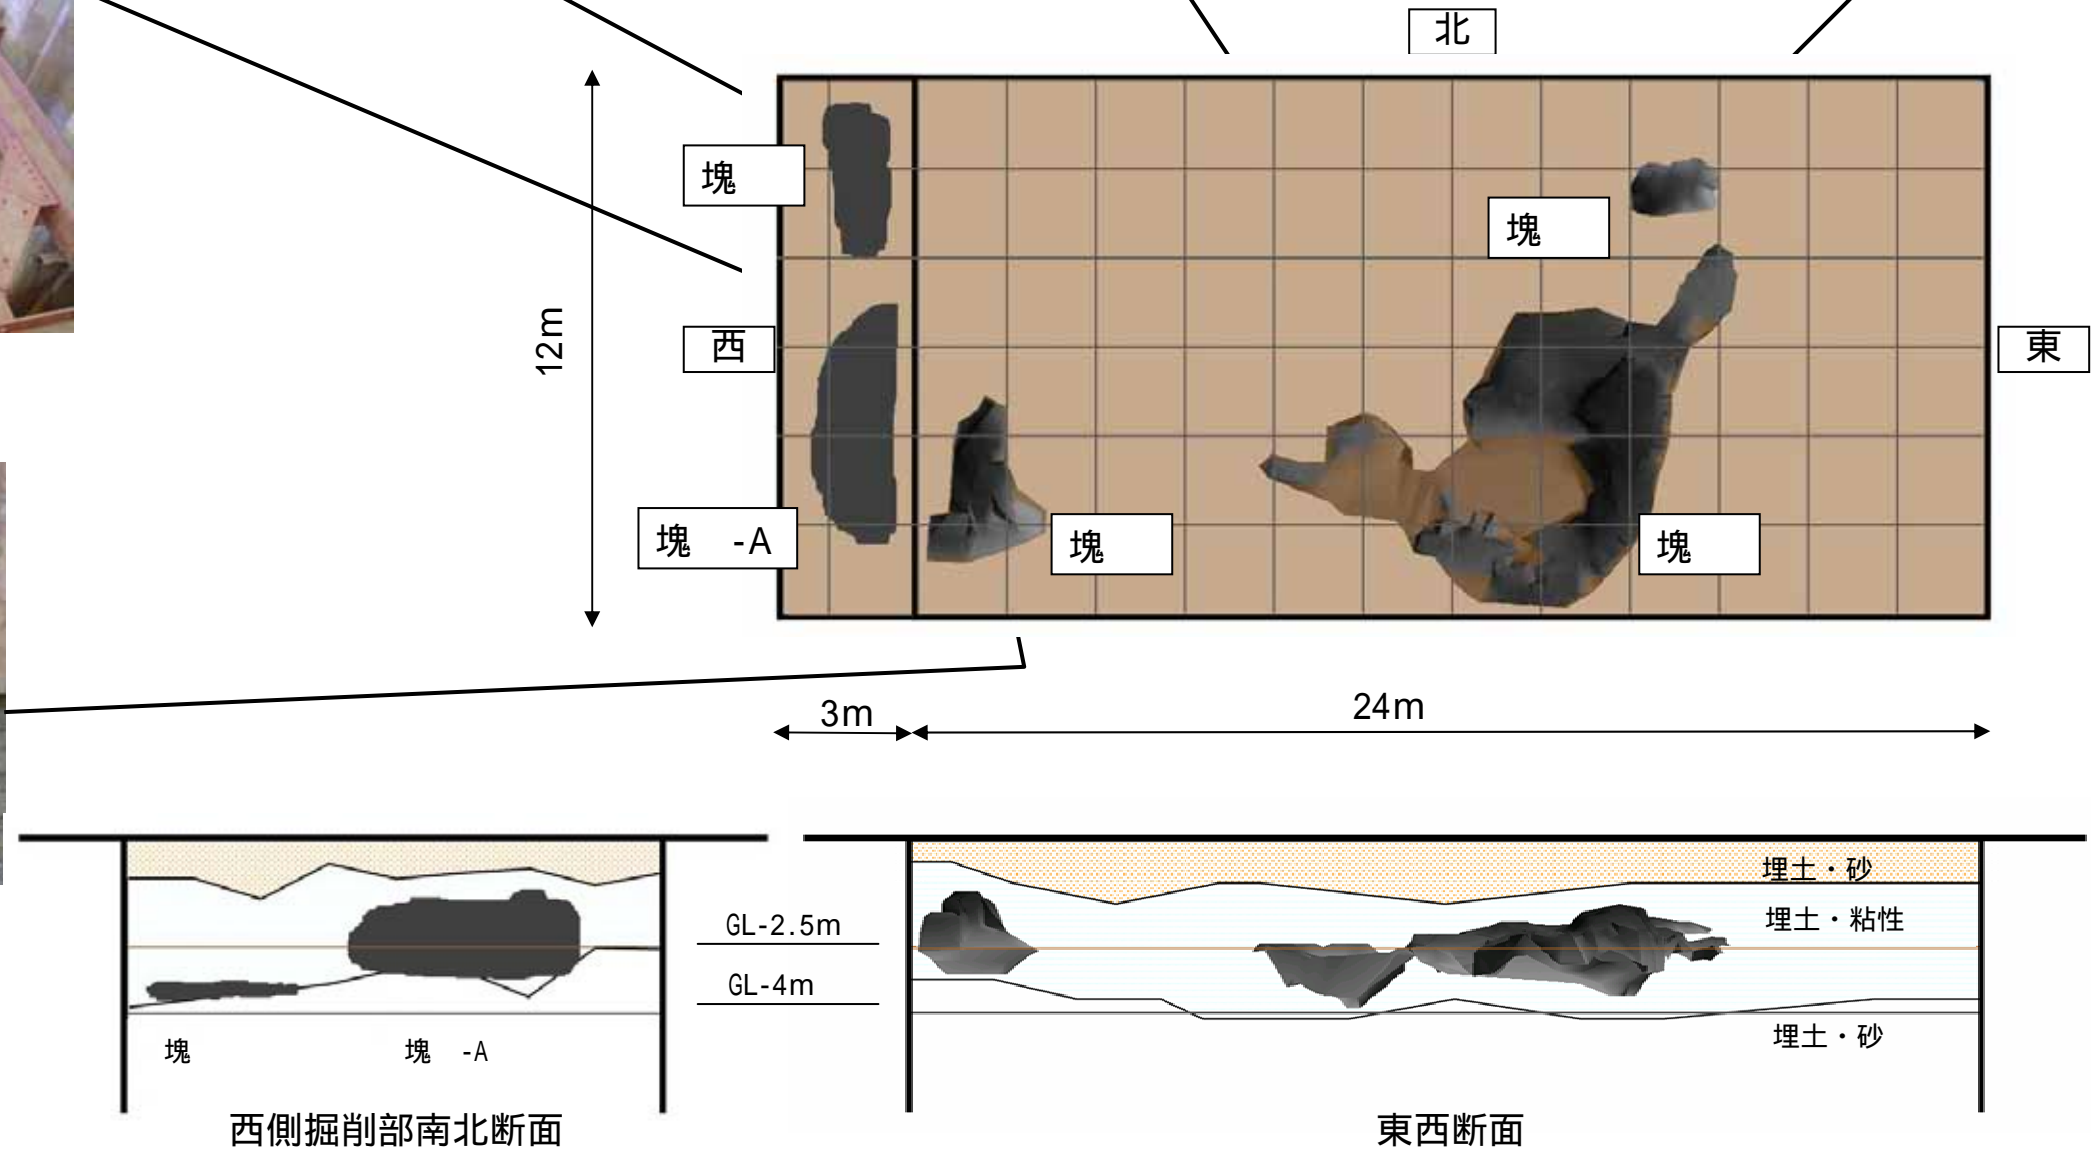 北
塊
塊
12m
西
東
塊 -A
塊
塊
3m
24m
埋土・砂
GL-2.5m
埋土・粘性
GL-4m
埋土・砂
塊
塊 -A
西側掘削部南北断面
東西断面